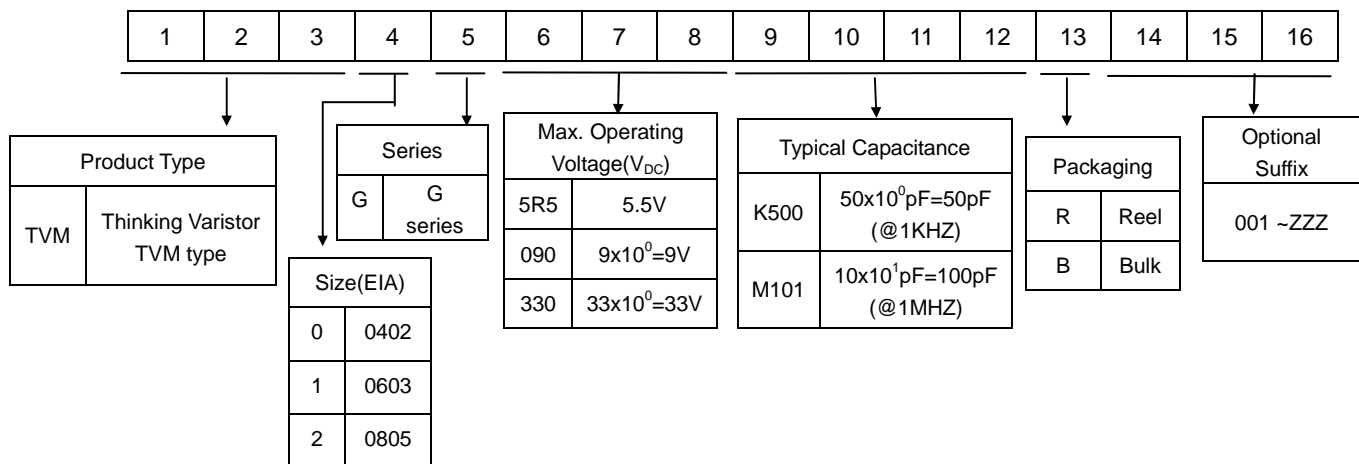 1 2 3 4 5 6 7 8 9 10 11 12 13 14 15 16
Product Type
TVM Thinking Varistor
TVM type
Size(EIA)
0 0402
1 0603
2 0805
Series
G G
series
Max. Operating
Voltage(V_DC)
5R5 5.5V
090 9x10⁰=9V
330 33x10⁰=33V
Typical Capacitance
K500 50x10⁰pF=50pF
(@1KHZ)
M101 10x10¹pF=100pF
(@1MHZ)
Packaging
R Reel
B Bulk
Optional
Suffix
001 ~ZZZ